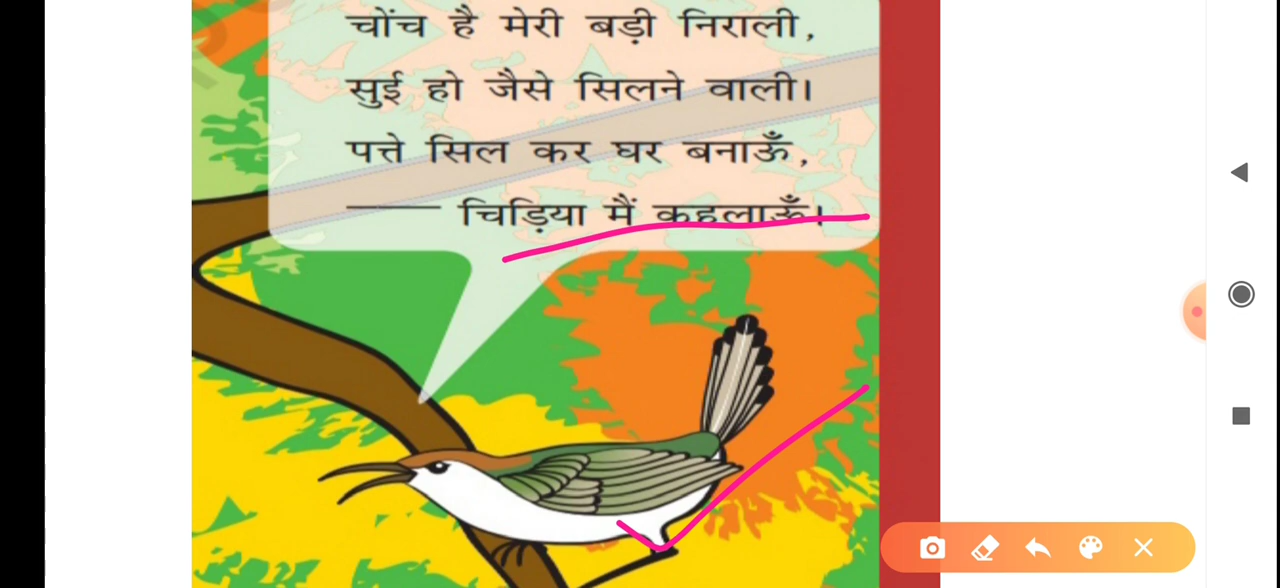 चोंच है मेरी बड़ी निराली,
सुई हो जैसे सिलने वाली।
पत्ते सिल कर घर बनाऊँ,
—— चिड़िया मैं कहलाऊँ।